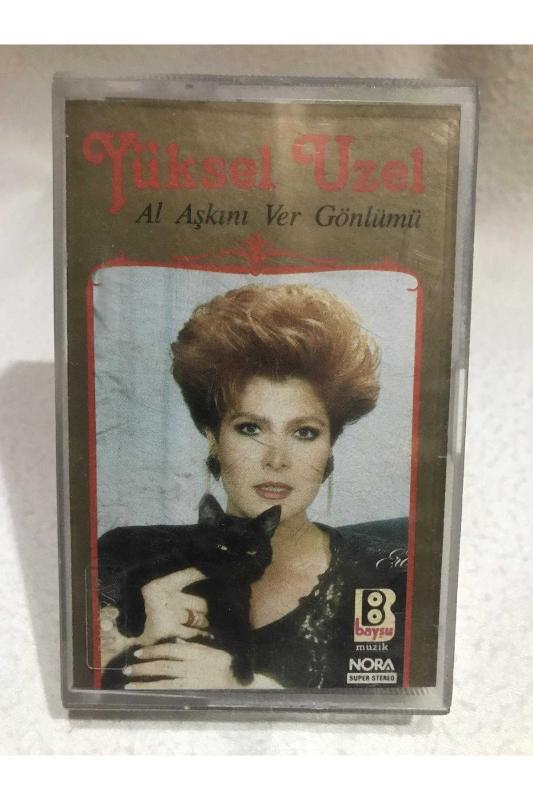 Yüksel Uzel
Al Aşkını Ver Gönlümü
baysu
müzik
NORA
SUPER STEREO